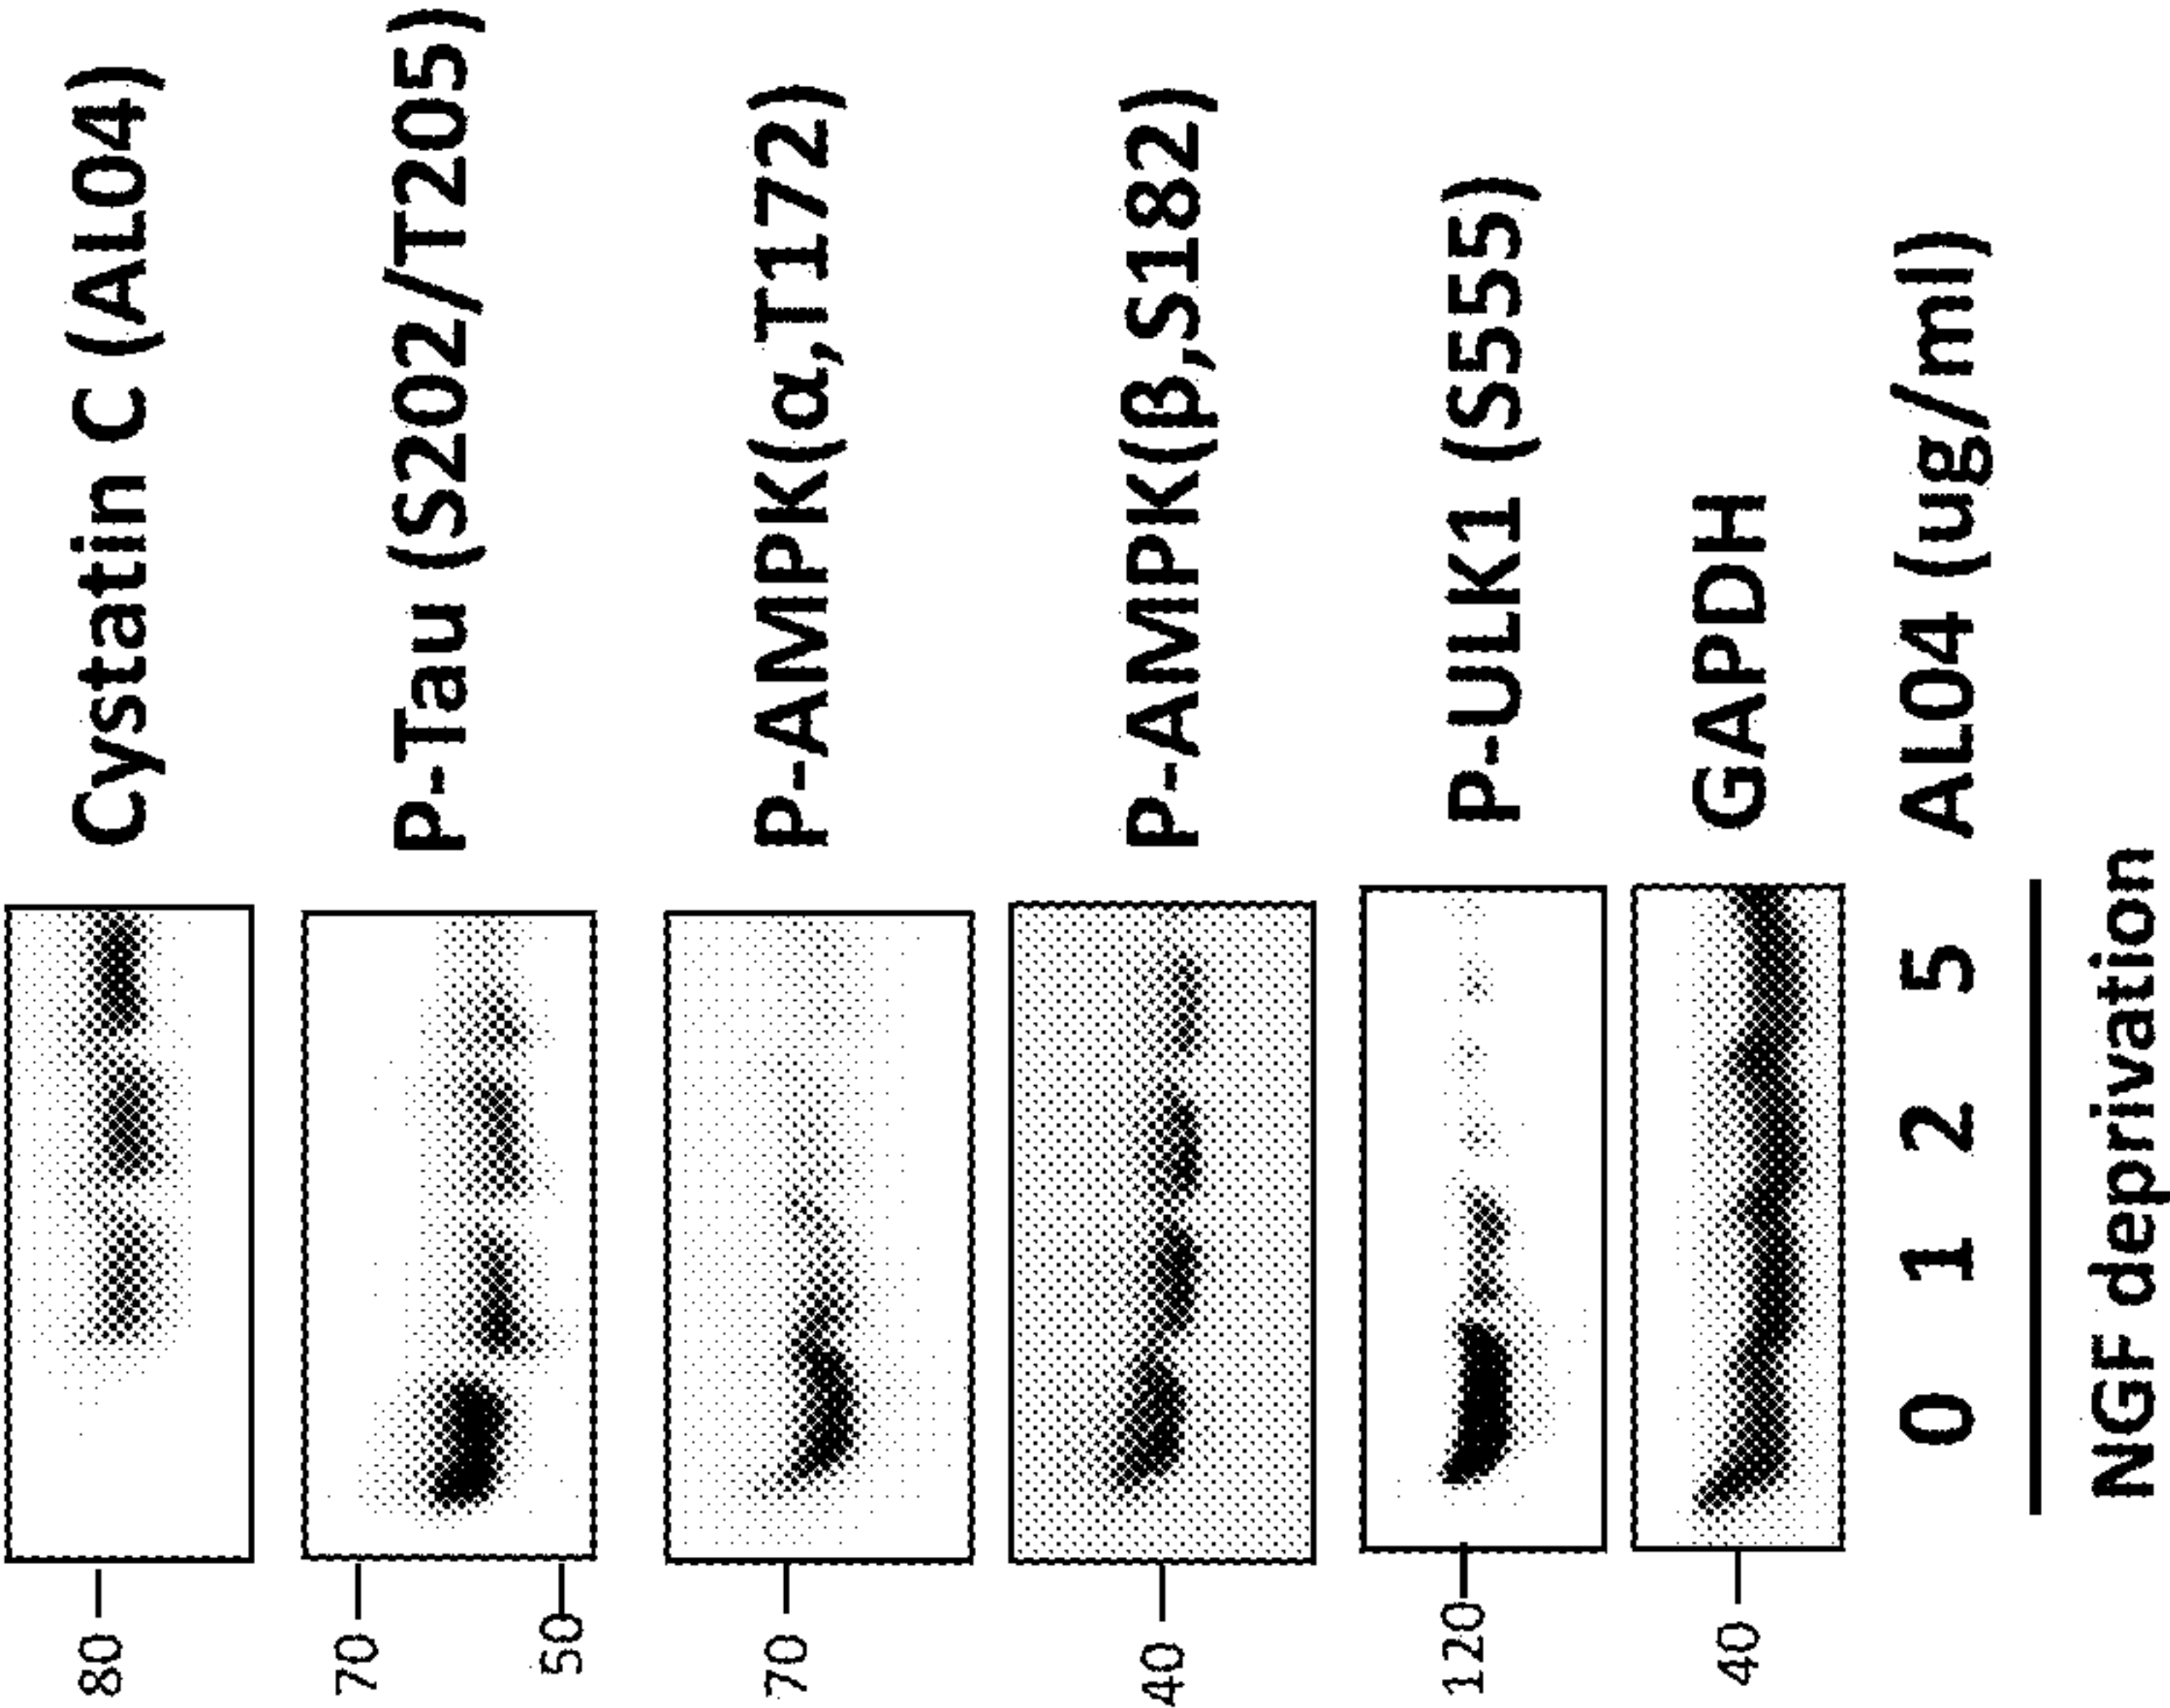 80 Cystatin C (AL04)
70
50 P-Tau (S202/T205)
70 P-AMPK(α,T172)
40 P-AMPK(β,S182)
120 P-ULK1 (S555)
40 GAPDH
0 1 2 5 AL04 (ug/ml)
NGF deprivation